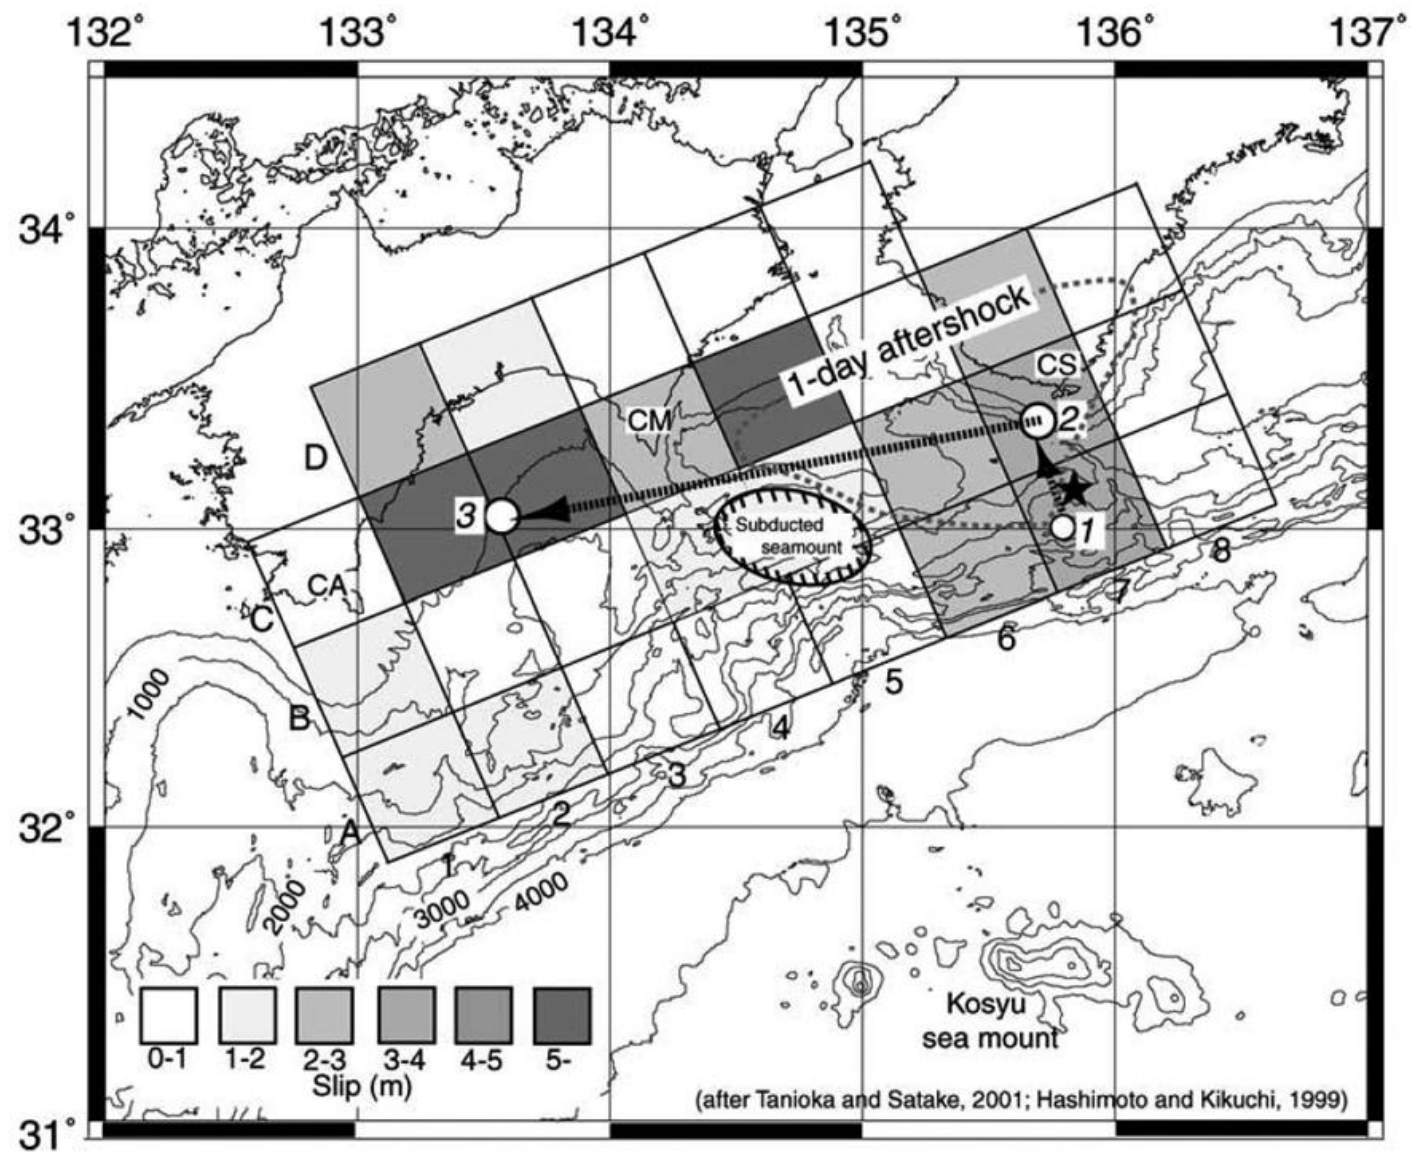 132° 133° 134° 135° 136° 137°
34°
33°
32°
31°
1-day aftershock
CS
2
CM
D
3
1
Subducted
seamount
8
CA
7
C
6
5
B
4
1000
3
2
A
1
2000
3000
4000
Kosyu
sea mount
0-1 1-2 2-3 3-4 4-5 5-
Slip (m)
(after Tanioka and Satake, 2001; Hashimoto and Kikuchi, 1999)